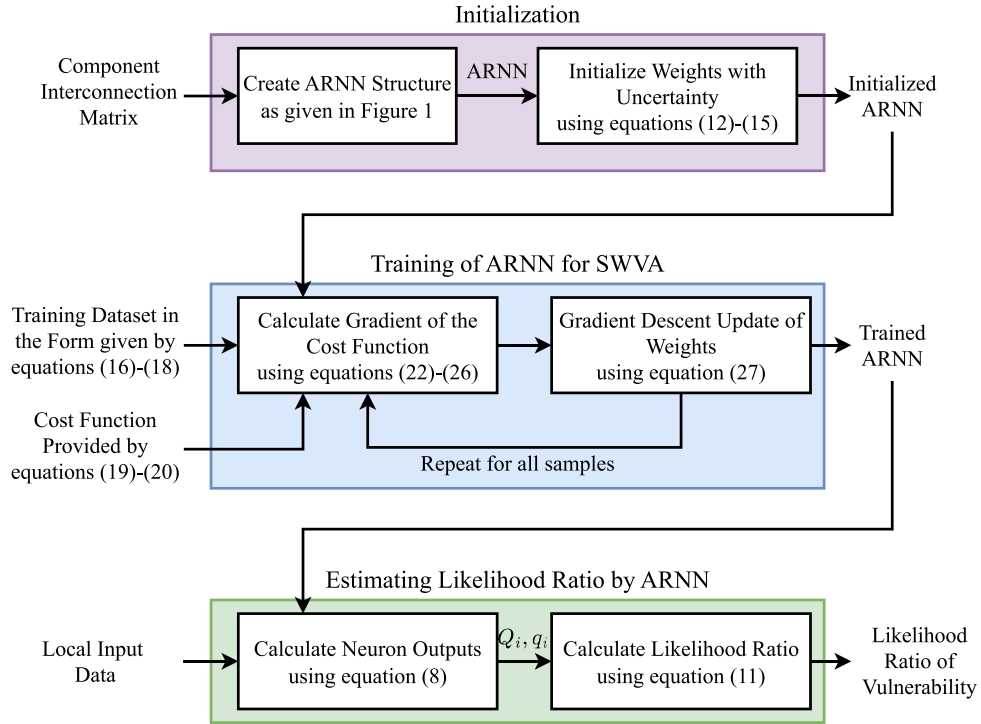 Initialization
Component
Interconnection
Matrix
Create ARNN Structure
as given in Figure 1
ARNN
Initialize Weights with
Uncertainty
using equations (12)-(15)
Initialized
ARNN
Training of ARNN for SWVA
Training Dataset in
the Form given by
equations (16)-(18)
Cost Function
Provided by
equations (19)-(20)
Calculate Gradient of the
Cost Function
using equations (22)-(26)
Gradient Descent Update of
Weights
using equation (27)
Repeat for all samples
Trained
ARNN
Estimating Likelihood Ratio by ARNN
Local Input
Data
Calculate Neuron Outputs
using equation (8)
Q_i, q_i
Calculate Likelihood Ratio
using equation (11)
Likelihood
Ratio of
Vulnerability